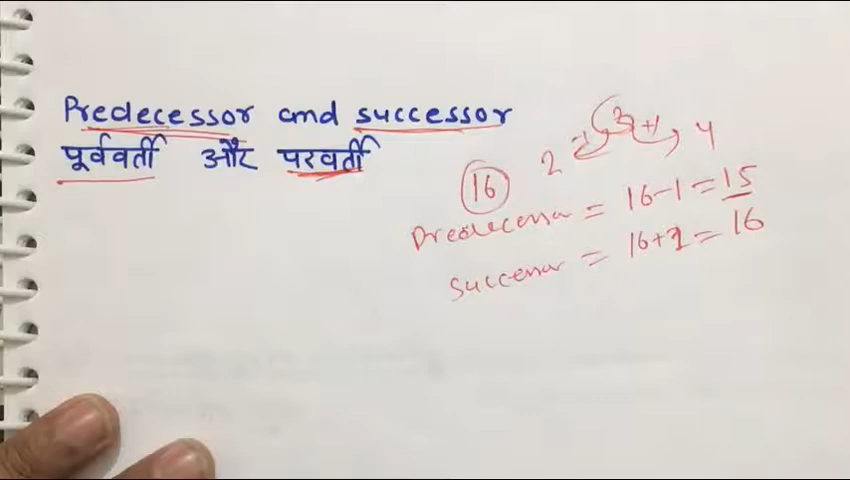 Predecessor and successor
पूर्ववर्ती और परवर्ती
2 -1 3 +1 4
16
Predecessor = 16-1 = 15
Successor = 16+1 = 16